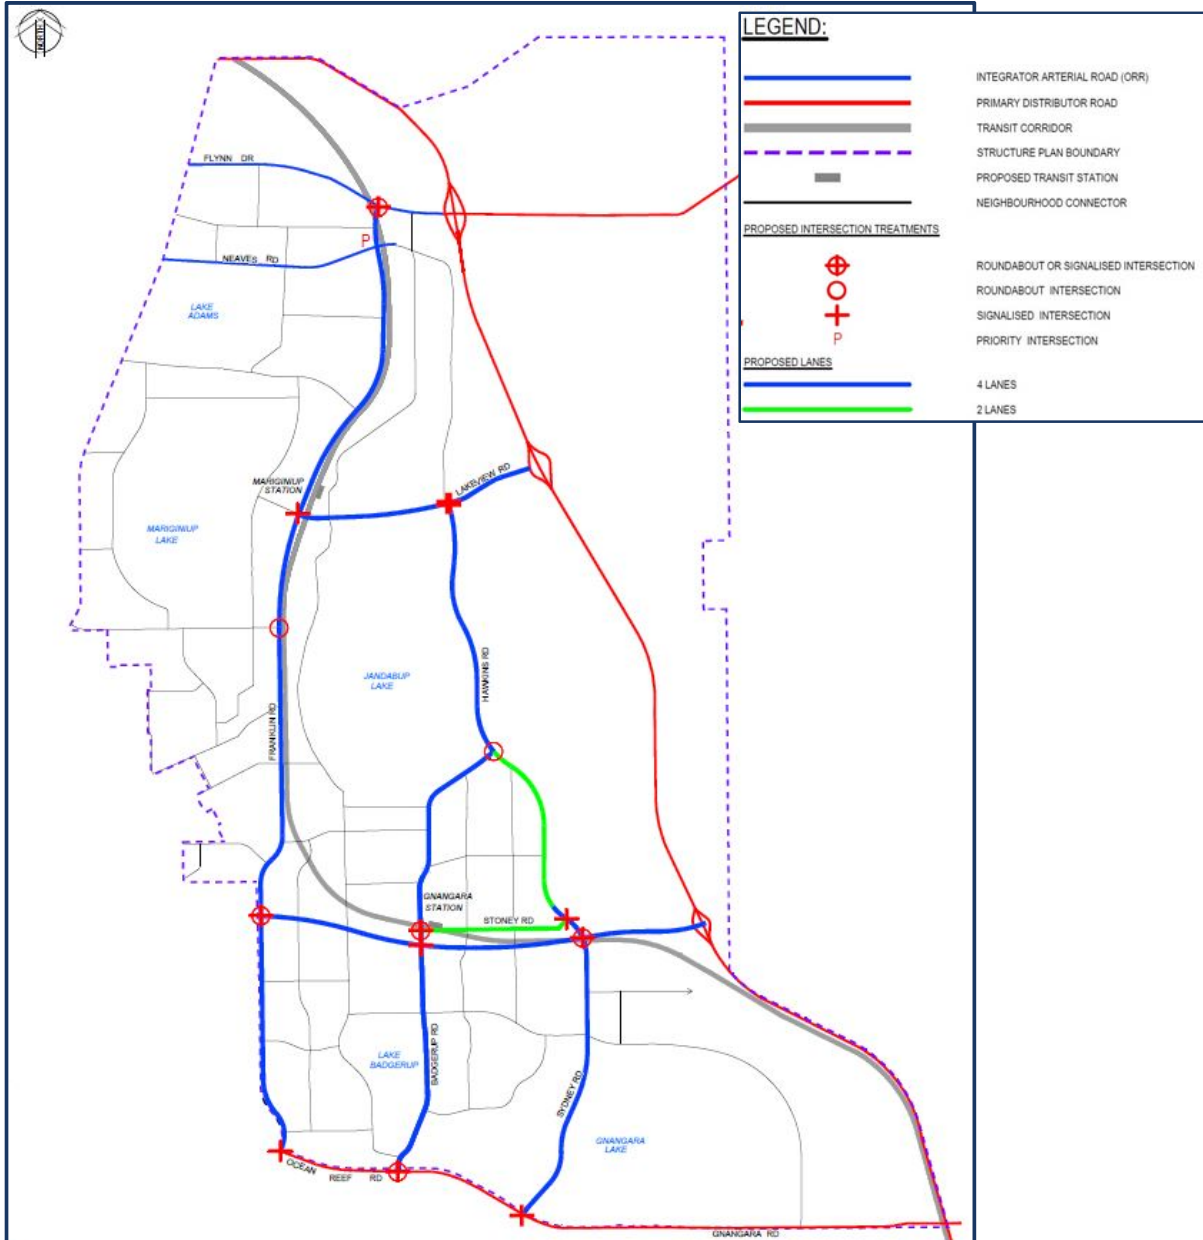 NORTH
LEGEND:
INTEGRATOR ARTERIAL ROAD (ORR)
PRIMARY DISTRIBUTOR ROAD
TRANSIT CORRIDOR
STRUCTURE PLAN BOUNDARY
PROPOSED TRANSIT STATION
NEIGHBOURHOOD CONNECTOR
PROPOSED INTERSECTION TREATMENTS
ROUNDABOUT OR SIGNALISED INTERSECTION
ROUNDABOUT INTERSECTION
SIGNALISED INTERSECTION
P
PRIORITY INTERSECTION
PROPOSED LANES
4 LANES
2 LANES
FLYNN DR
P
NEAVES RD
LAKE
ADAMS
MARIGINIUP
STATION
LAKEVIEW RD
MARIGINIUP
LAKE
JANDABUP
LAKE
HAWKINS RD
FRANKLIN RD
GNANGARA
STATION
STONEY RD
LAKE
BADGERUP
BADGERUP RD
SYDNEY RD
GNANGARA
LAKE
OCEAN REEF RD
GNANGARA RD